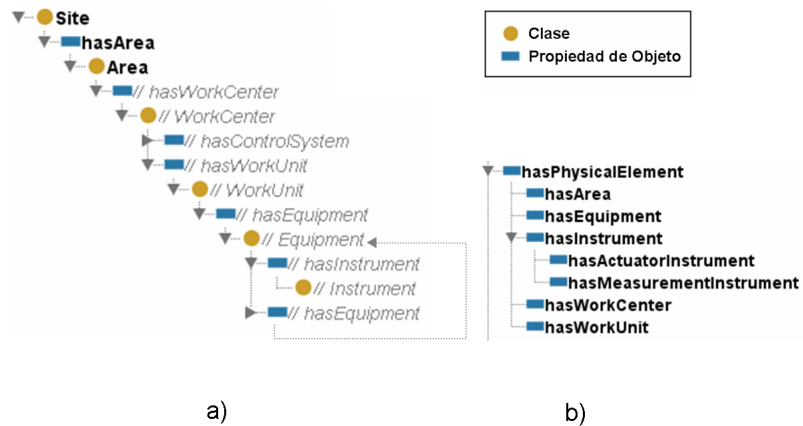 Site
hasArea
Area
// hasWorkCenter
// WorkCenter
// hasControlSystem
// hasWorkUnit
// WorkUnit
// hasEquipment
// Equipment
// hasInstrument
// Instrument
// hasEquipment
a)
Clase
Propiedad de Objeto
hasPhysicalElement
hasArea
hasEquipment
hasInstrument
hasActuatorInstrument
hasMeasurementInstrument
hasWorkCenter
hasWorkUnit
b)